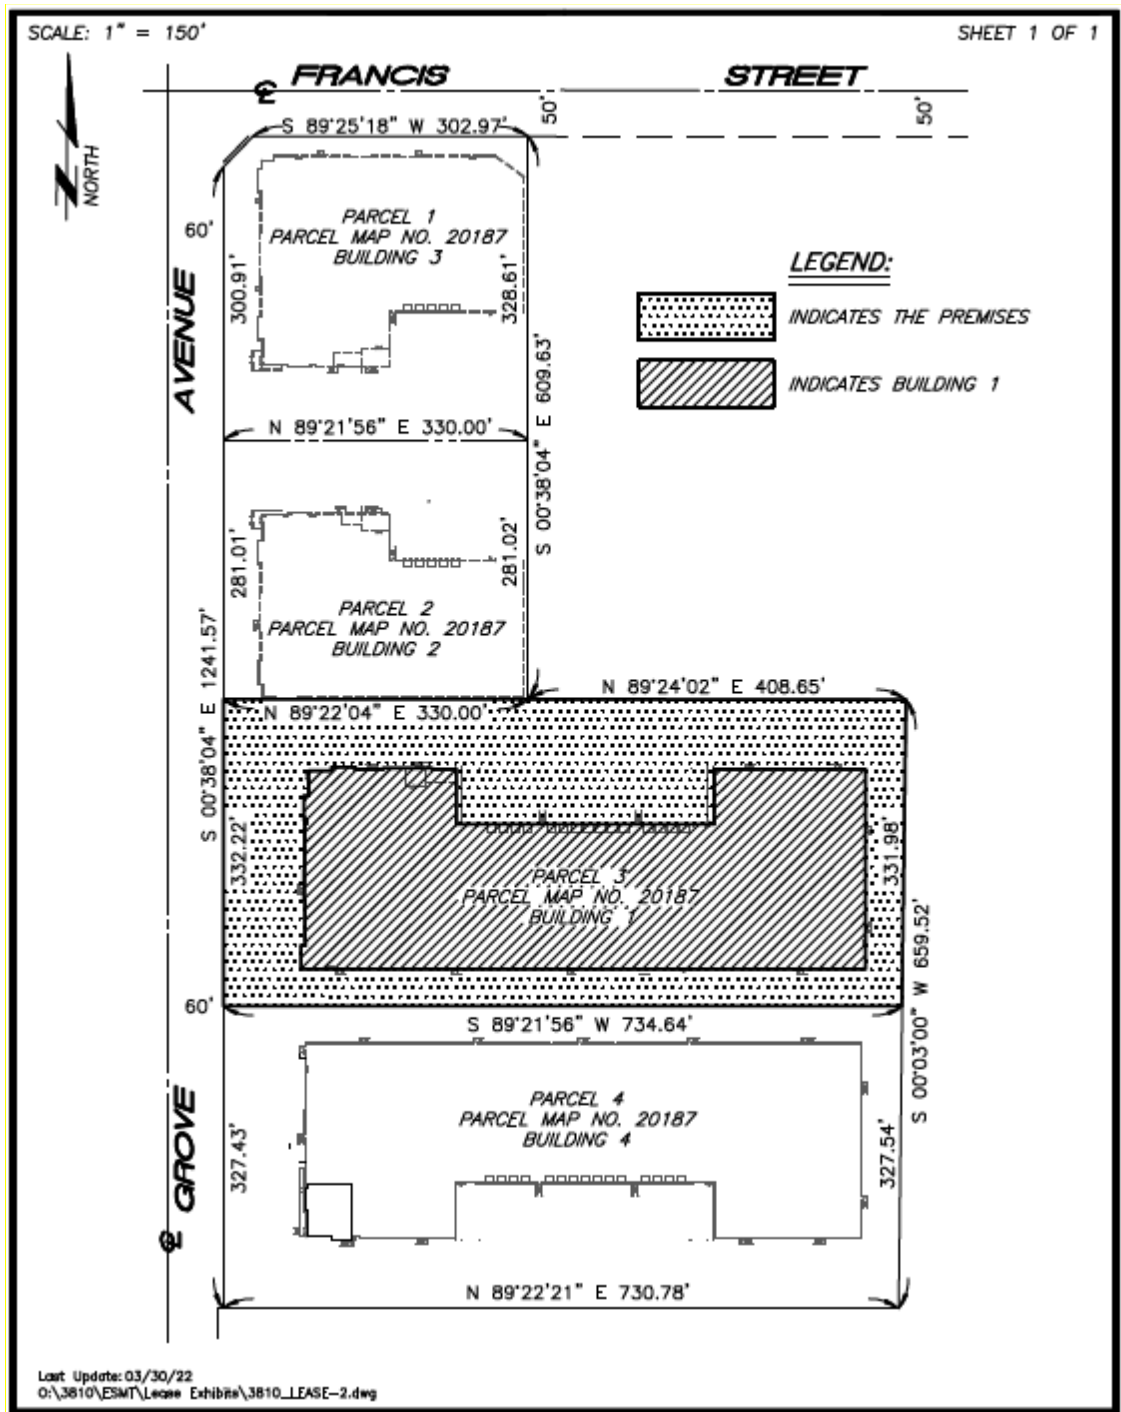 SCALE: 1" = 150'
SHEET 1 OF 1
FRANCIS STREET
℄
50'
50'
S 89°25'18" W 302.97'
NORTH
60'
AVENUE
PARCEL 1
PARCEL MAP NO. 20187
BUILDING 3
300.91'
328.61'
LEGEND:
INDICATES THE PREMISES
INDICATES BUILDING 1
S 00°38'04" E 609.63'
N 89°21'56" E 330.00'
281.01'
281.02'
PARCEL 2
PARCEL MAP NO. 20187
BUILDING 2
S 00°38'04" E 1241.57'
N 89°24'02" E 408.65'
N 89°22'04" E 330.00'
332.22'
331.98'
PARCEL 3
PARCEL MAP NO. 20187
BUILDING 1
S 00°03'00" W 659.52'
60'
S 89°21'56" W 734.64'
PARCEL 4
PARCEL MAP NO. 20187
BUILDING 4
327.43'
327.54'
GROVE
℄
N 89°22'21" E 730.78'
Last Update: 03/30/22
O:\3810\ESMT\Lease Exhibits\3810_LEASE-2.dwg